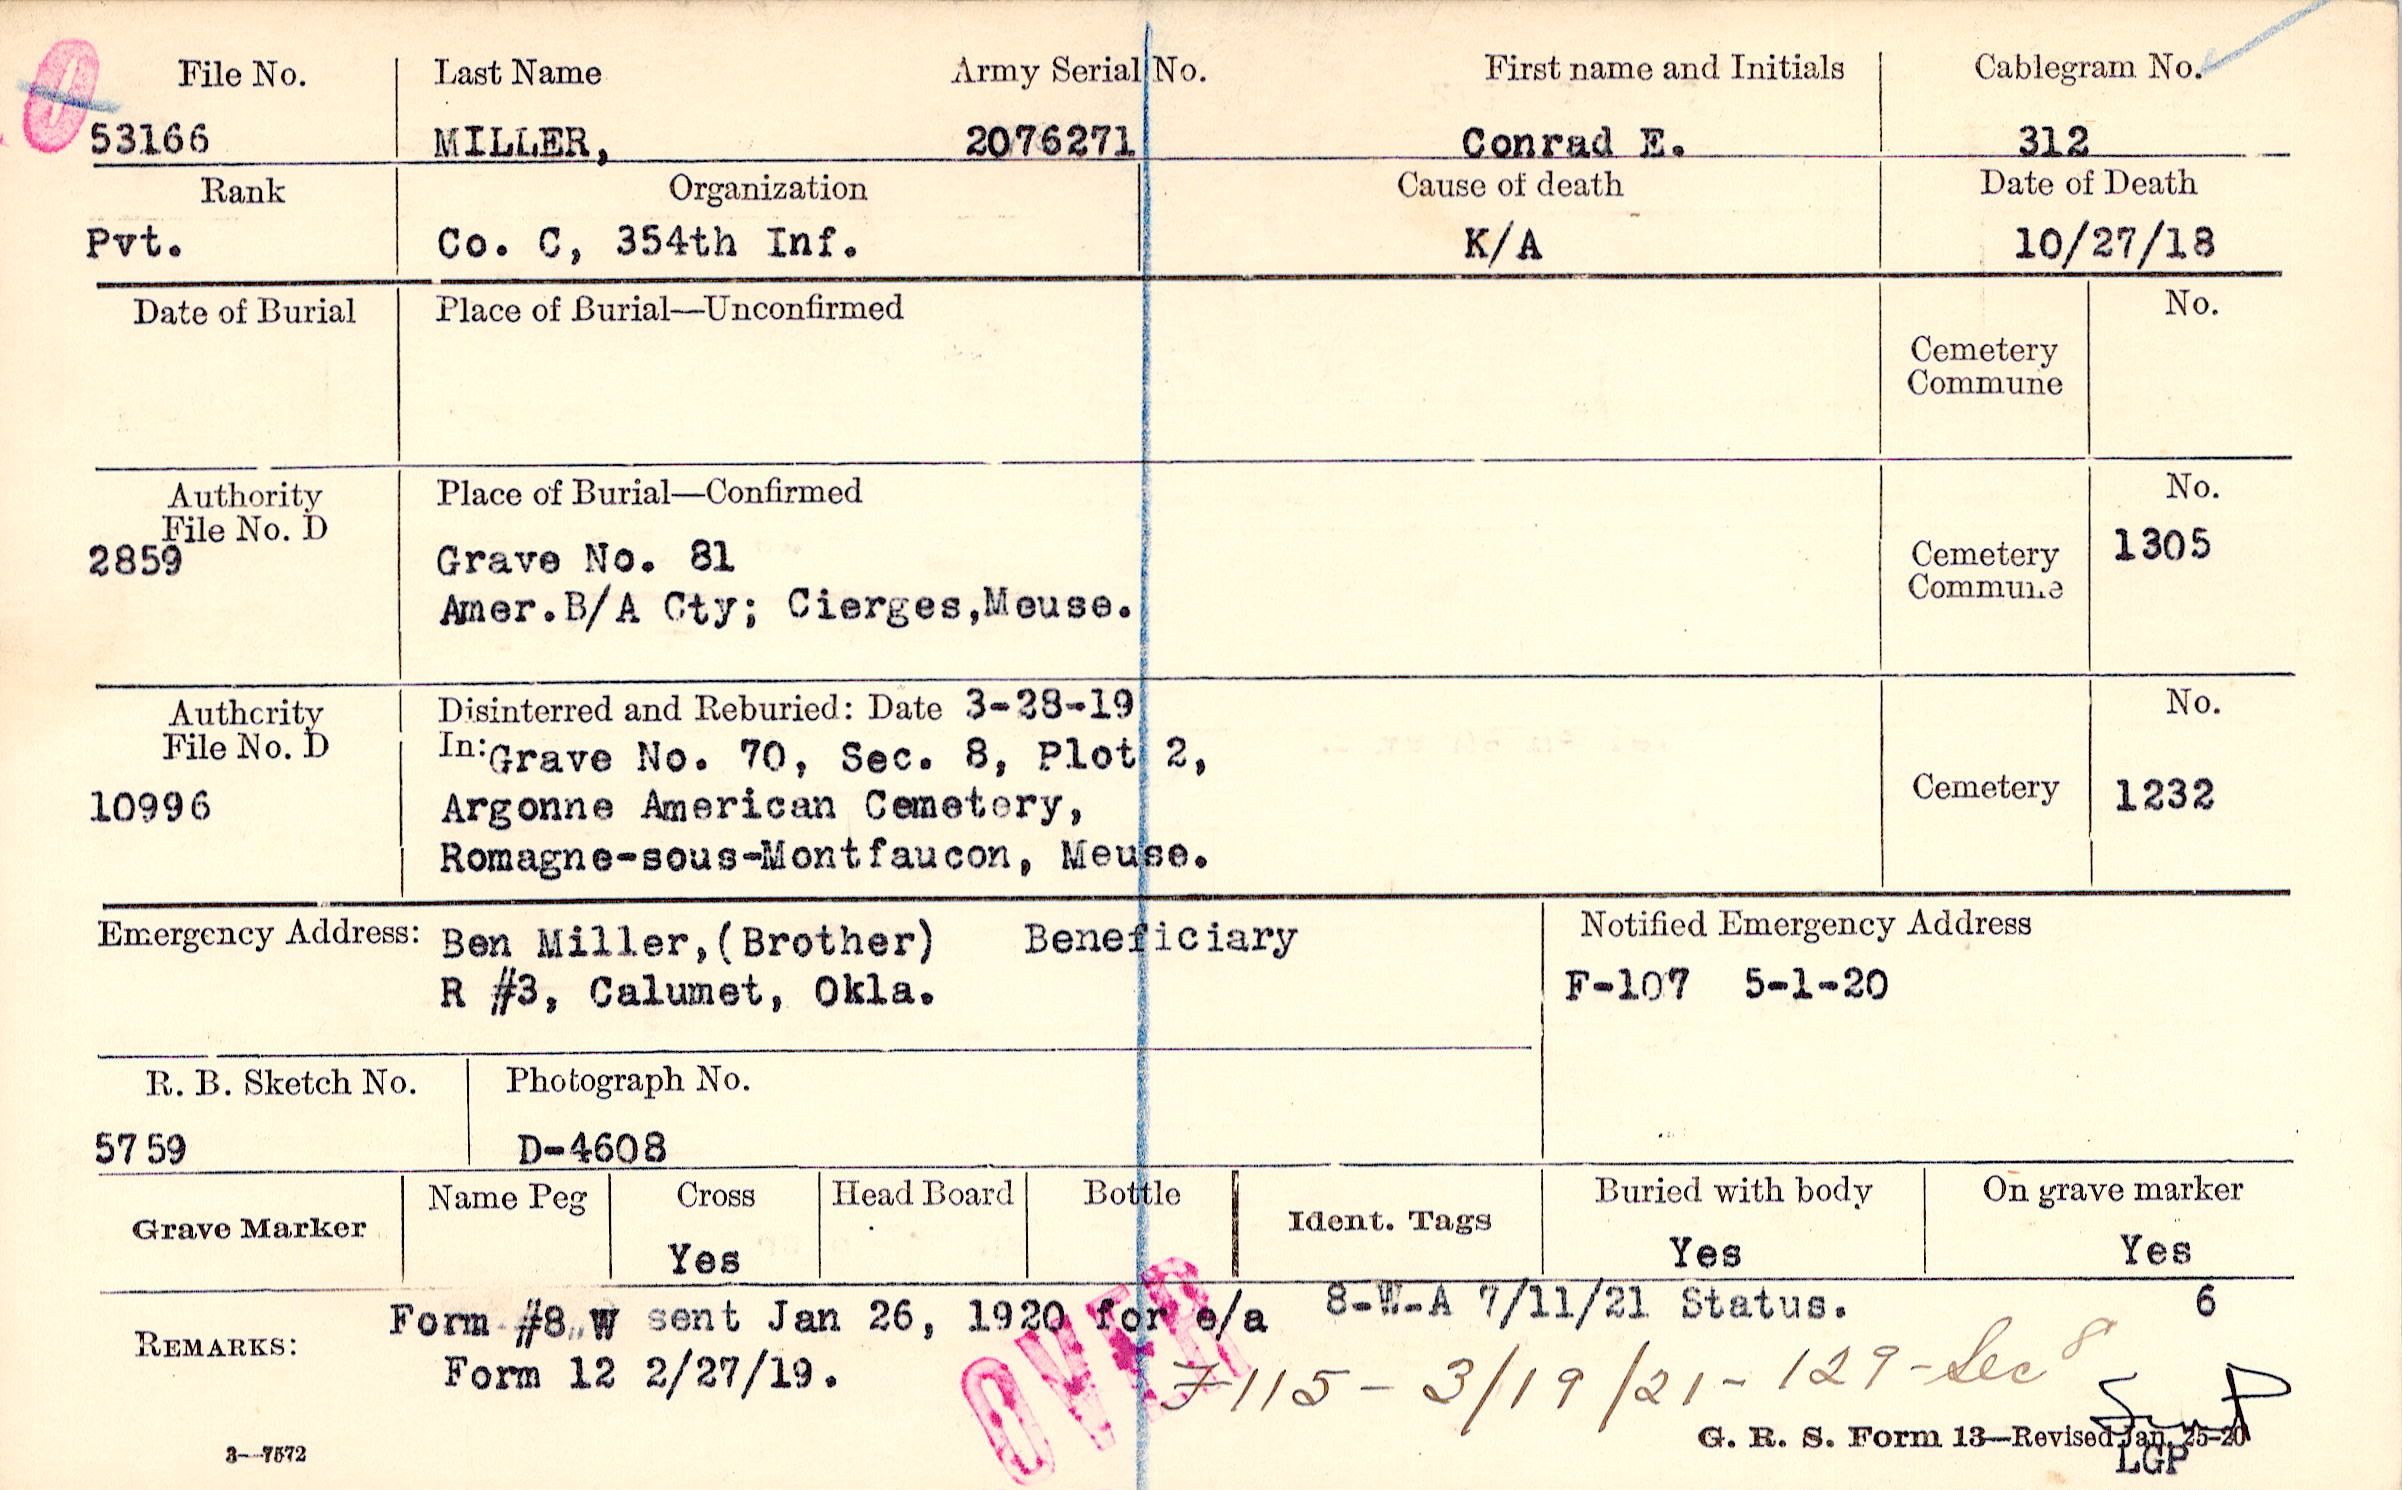 O
File No. Last Name Army Serial No. First name and Initials Cablegram No.
53166 MILLER, 2076271 Conrad E. 312
Rank Organization Cause of death Date of Death
Pvt. Co. C, 354th Inf. K/A 10/27/18
Date of Burial Place of Burial—Unconfirmed No.
Cemetery
Commune
Authority Place of Burial—Confirmed No.
File No. D
2859 Grave No. 81 Cemetery 1305
Amer.B/A Cty; Cierges,Meuse. Commune
Authority Disinterred and Reburied: Date 3-28-19 No.
File No. D In: Grave No. 70, Sec. 8, Plot 2,
10996 Argonne American Cemetery, Cemetery 1232
Romagne-sous-Montfaucon, Meuse.
Emergency Address: Ben Miller,(Brother) Beneficiary Notified Emergency Address
R #3, Calumet, Okla. F-107 5-1-20
R. B. Sketch No. Photograph No.
5759 D-4608
Grave Marker Name Peg Cross Head Board Bottle Ident. Tags Buried with body On grave marker
Yes Yes Yes
REMARKS: Form #8 W sent Jan 26, 1920 for e/a 8-W-A 7/11/21 Status. 6
Form 12 2/27/19.
OVER
F115 - 3/19/21 - 129 - Sec 8
3—7572 G. R. S. Form 13—Revised Jan. 25-20
LGP